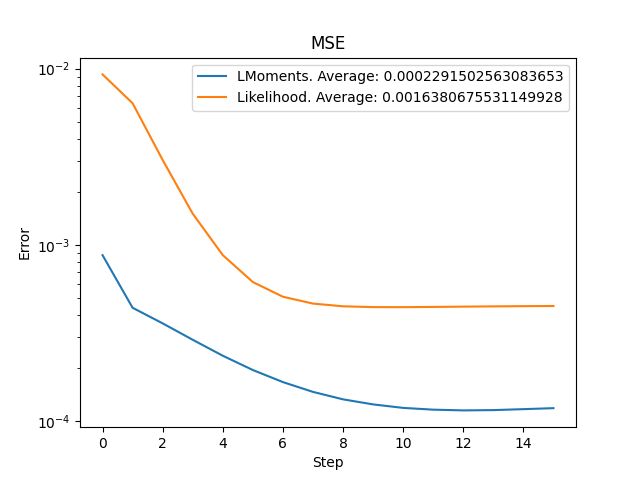 MSE
LMoments. Average: 0.0002291502563083653
Likelihood. Average: 0.0016380675531149928
10⁻²
10⁻³
10⁻⁴
Error
0 2 4 6 8 10 12 14
Step